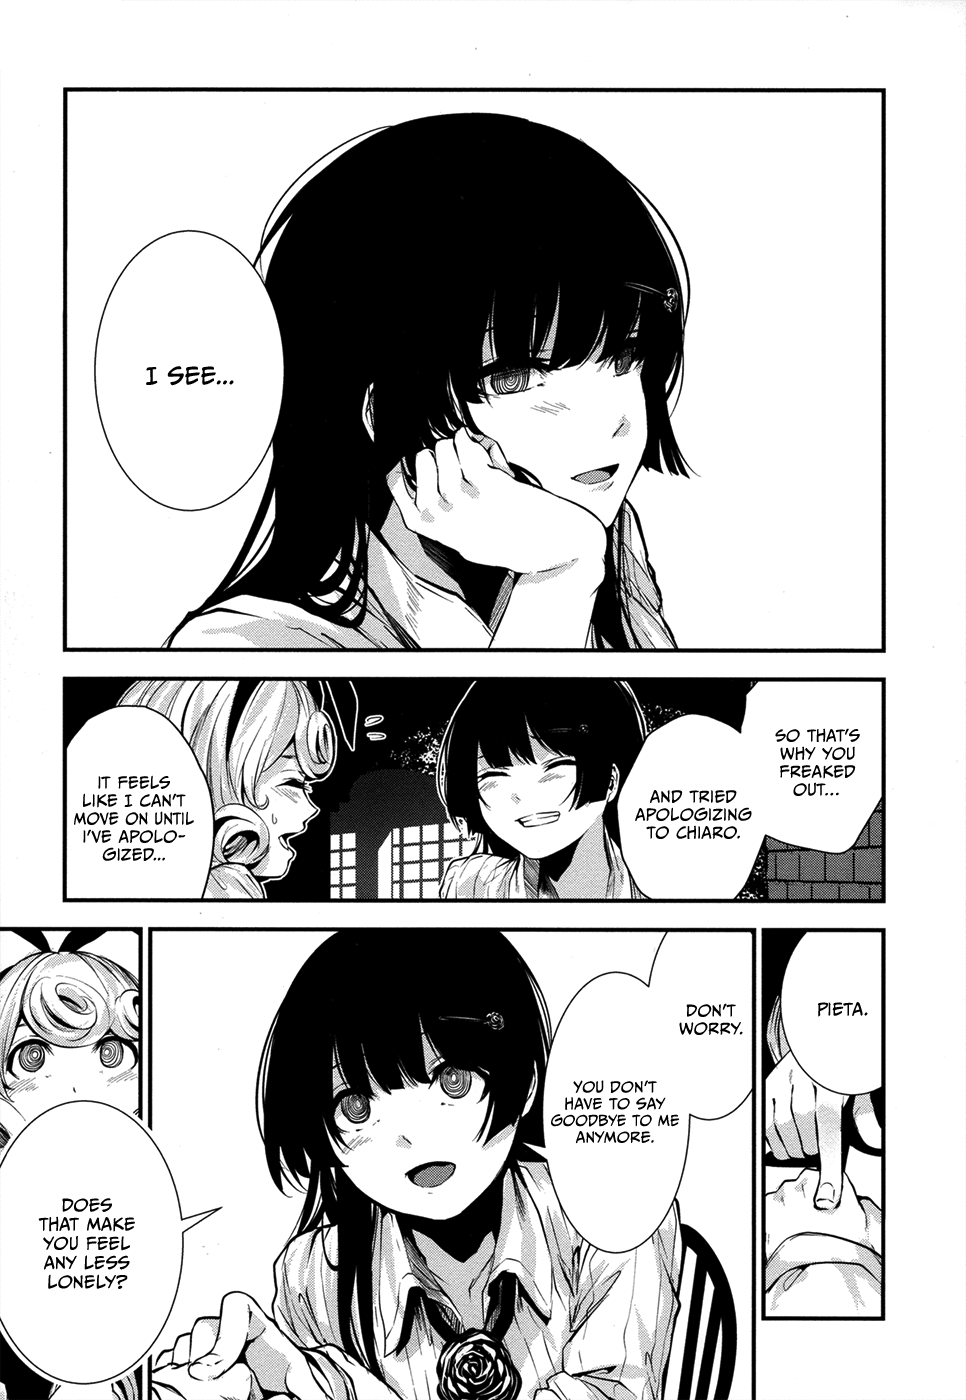 I SEE...
SO THAT'S
WHY YOU
FREAKED
OUT...
AND TRIED
APOLOGIZING
TO CHIARO.
IT FEELS
LIKE I CAN'T
MOVE ON UNTIL
I'VE APOLO-
GIZED...
PIETA.
DON'T
WORRY.
YOU DON'T
HAVE TO SAY
GOODBYE TO ME
ANYMORE.
DOES
THAT MAKE
YOU FEEL
ANY LESS
LONELY?